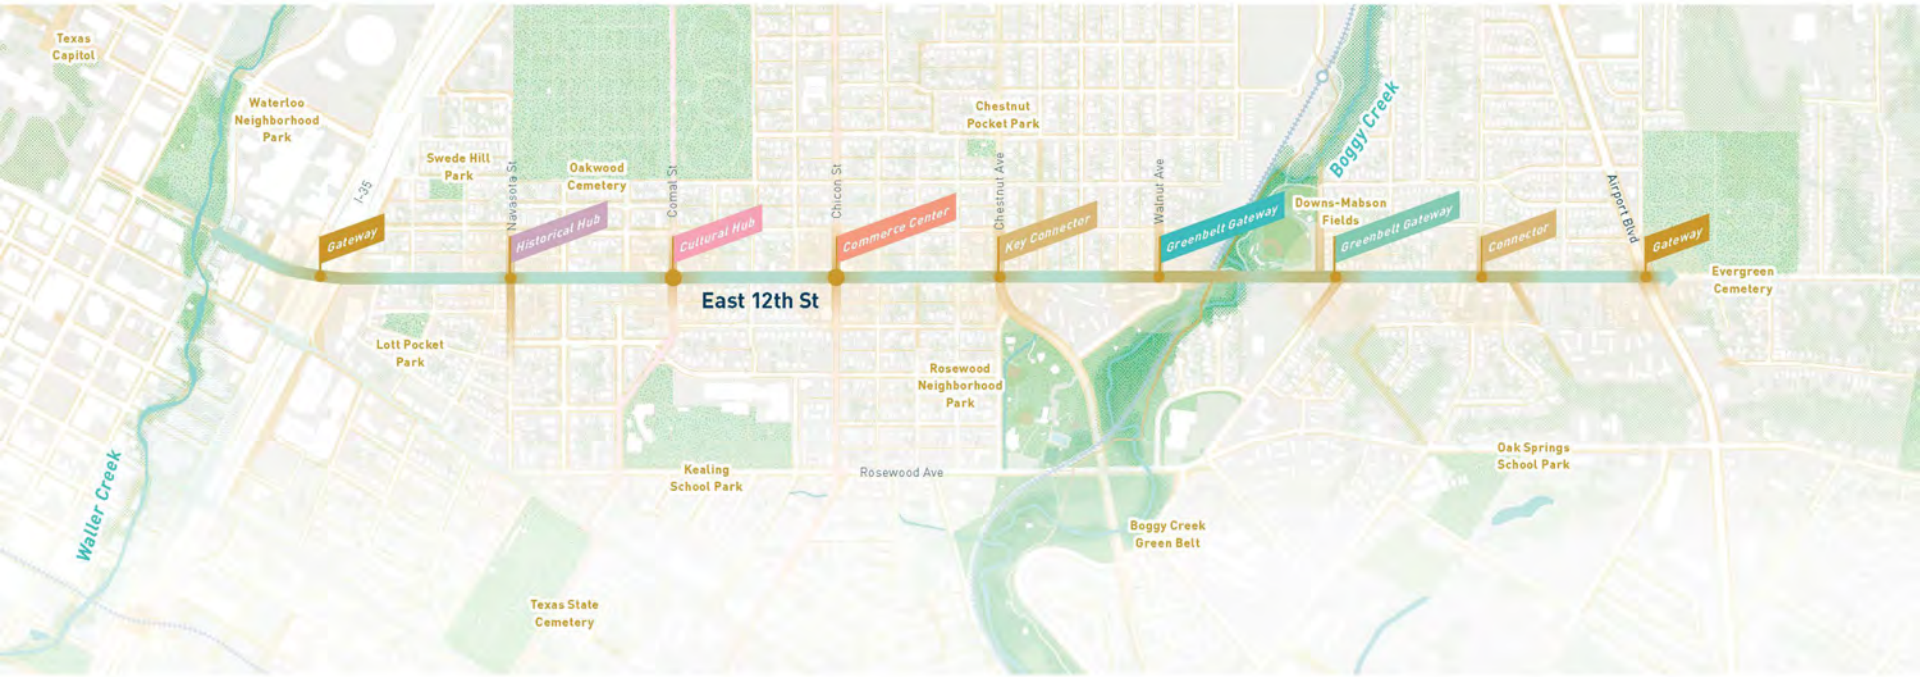 Texas
Capitol
Waterloo
Neighborhood
Park
I-35
Swede Hill
Park
Navasota St
Oakwood
Cemetery
Comal St
Chicon St
Chestnut
Pocket Park
Chestnut Ave
Walnut Ave
Boggy Creek
Downs-Mabson
Fields
Airport Blvd
Gateway
Historical Hub
Cultural Hub
Commerce Center
Key Connector
Greenbelt Gateway
Greenbelt Gateway
Connector
Gateway
Evergreen
Cemetery
East 12th St
Lott Pocket
Park
Rosewood
Neighborhood
Park
Waller Creek
Kealing
School Park
Rosewood Ave
Oak Springs
School Park
Boggy Creek
Green Belt
Texas State
Cemetery